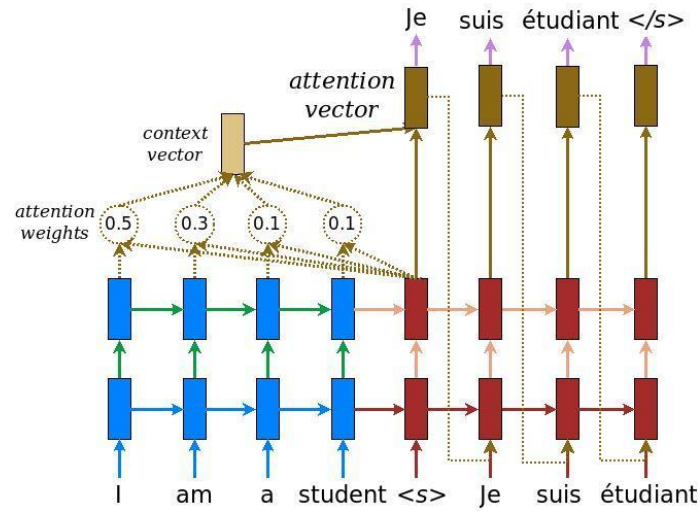 Je suis étudiant </s>
attention
vector
context
vector
attention
weights
0.5 0.3 0.1 0.1
I am a student <s> Je suis étudiant